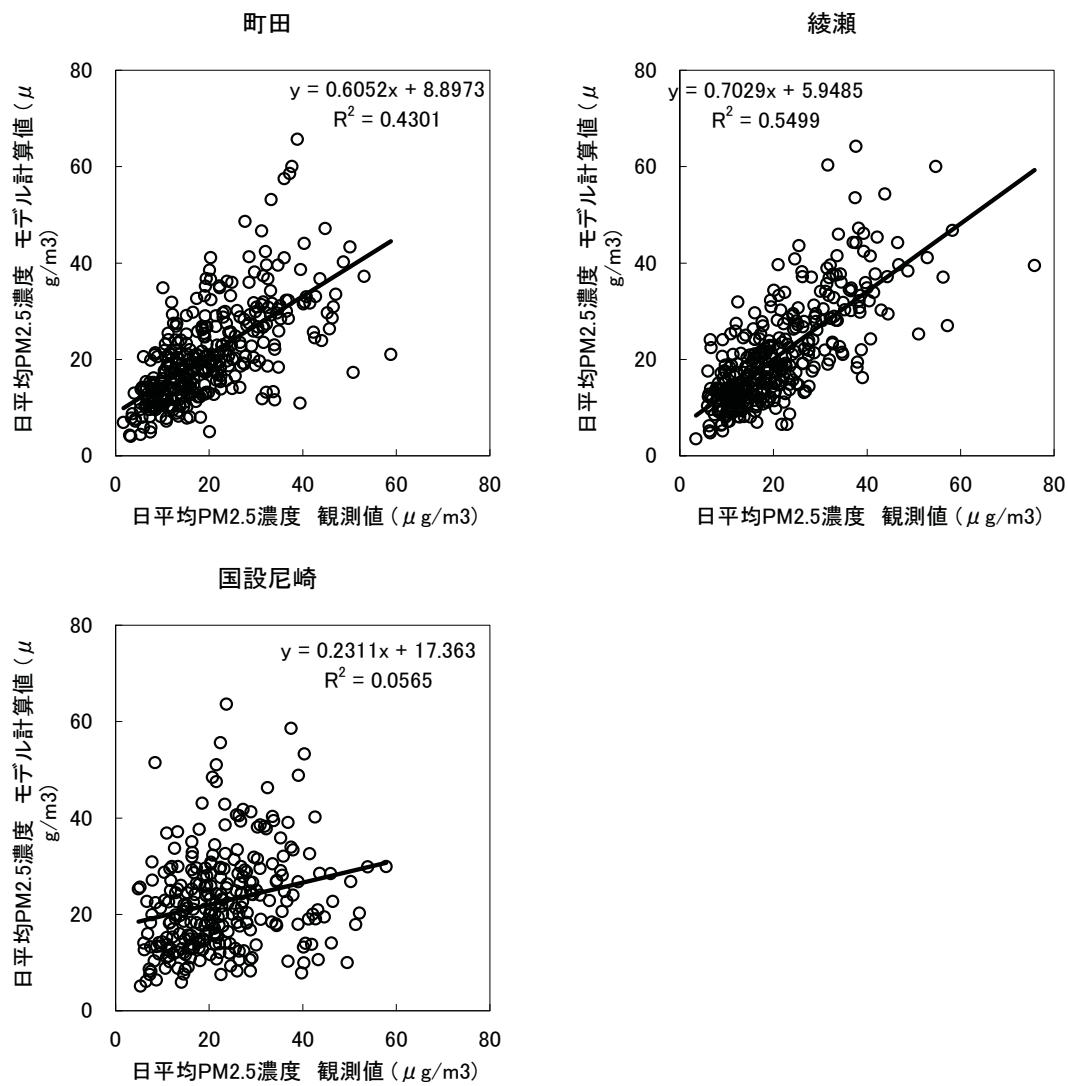 町田
日平均PM2.5濃度 モデル計算値(μ
g/m3)
80
60
40
20
0
y = 0.6052x + 8.8973
R² = 0.4301
0 20 40 60 80
日平均PM2.5濃度 観測値(μg/m3)
綾瀬
日平均PM2.5濃度 モデル計算値(μ
g/m3)
80
60
40
20
0
y = 0.7029x + 5.9485
R² = 0.5499
0 20 40 60 80
日平均PM2.5濃度 観測値(μg/m3)
国設尼崎
日平均PM2.5濃度 モデル計算値(μ
g/m3)
80
60
40
20
0
y = 0.2311x + 17.363
R² = 0.0565
0 20 40 60 80
日平均PM2.5濃度 観測値(μg/m3)